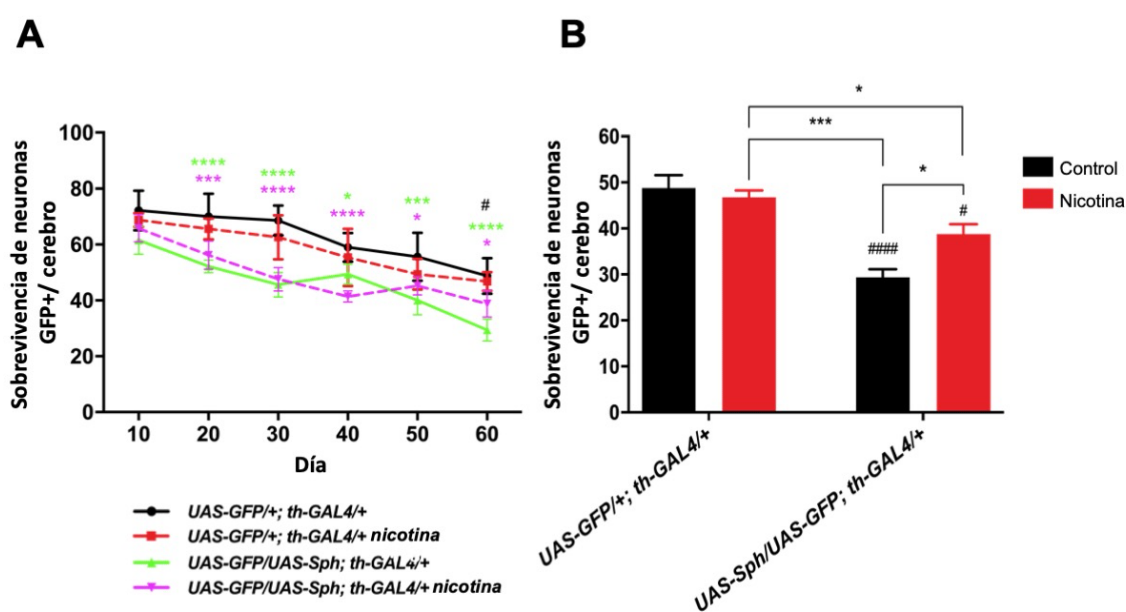 A
Sobrevivencia de neuronas
GFP+/ cerebro
100
80
60
40
20
0
****
***
****
****
*
****
***
*
#
****
*
10 20 30 40 50 60
Día
UAS-GFP/+; th-GAL4/+
UAS-GFP/+; th-GAL4/+ nicotina
UAS-GFP/UAS-Sph; th-GAL4/+
UAS-GFP/UAS-Sph; th-GAL4/+ nicotina
B
Sobrevivencia de neuronas
GFP+/ cerebro
60
50
40
30
20
10
0
*
***
*
#
####
Control
Nicotina
UAS-GFP/+; th-GAL4/+
UAS-Sph/UAS-GFP; th-GAL4/+